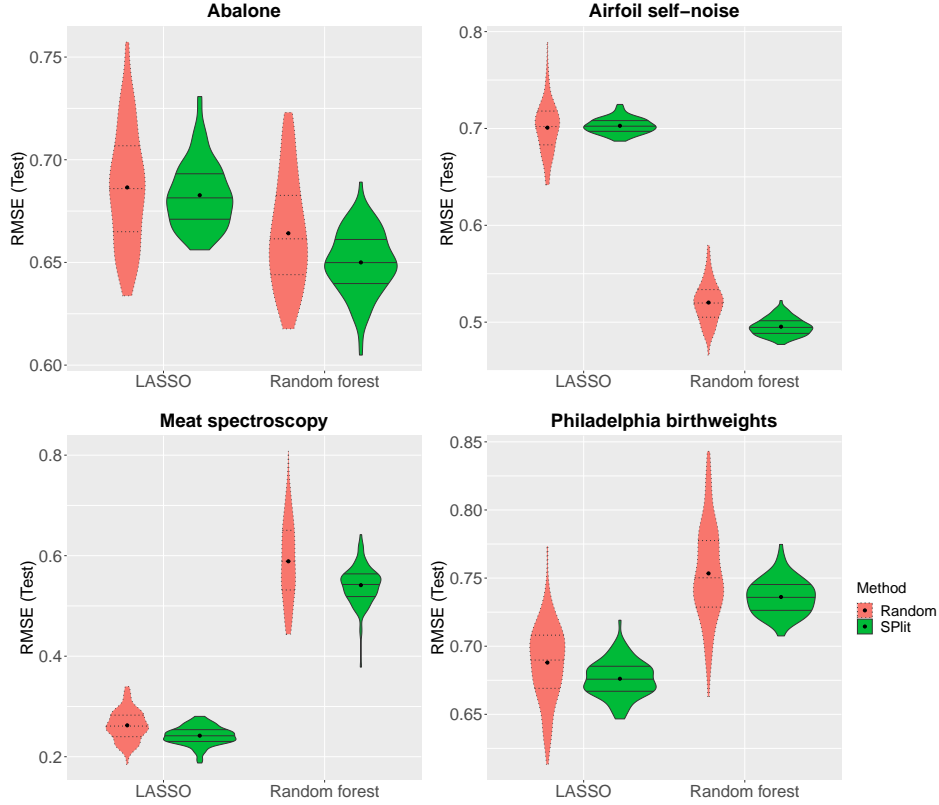 Abalone
RMSE (Test)
0.75
0.70
0.65
0.60
LASSO
Random forest
Airfoil self−noise
RMSE (Test)
0.8
0.7
0.6
0.5
LASSO
Random forest
Meat spectroscopy
RMSE (Test)
0.8
0.6
0.4
0.2
LASSO
Random forest
Philadelphia birthweights
RMSE (Test)
0.85
0.80
0.75
0.70
0.65
LASSO
Random forest
Method
Random
SPlit